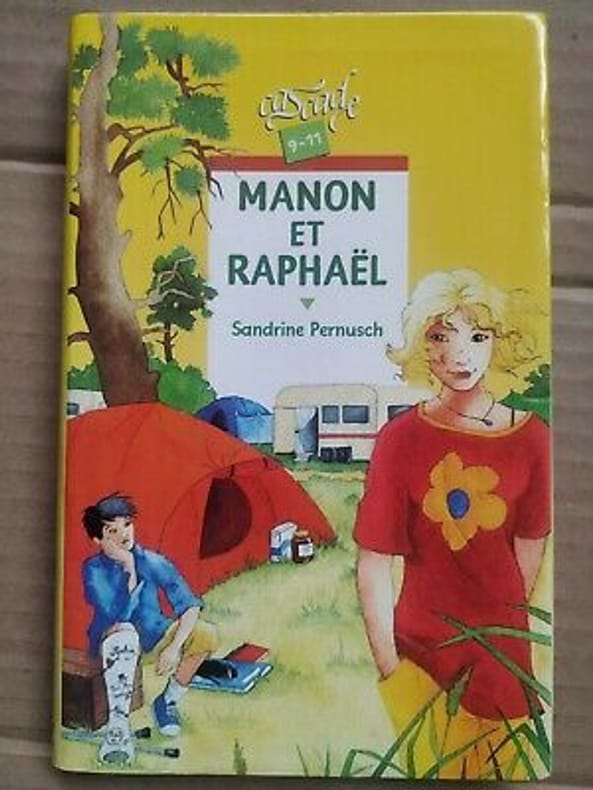 cascade
9-11
MANON
ET
RAPHAËL
Sandrine Pernusch